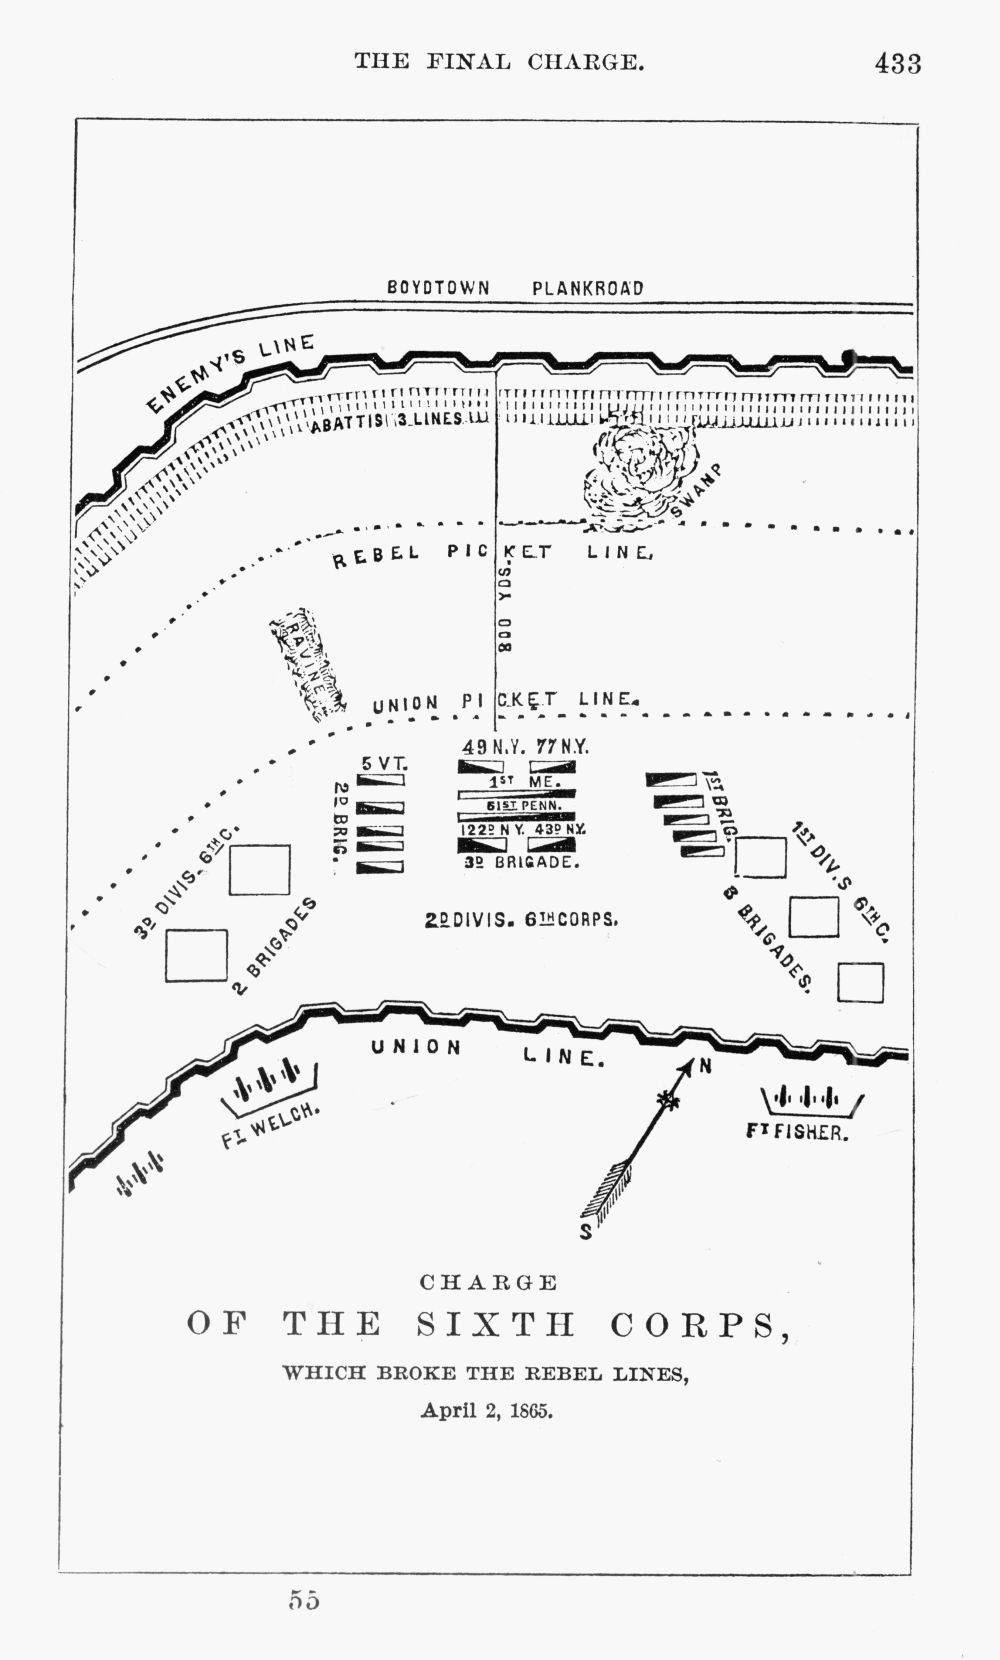 THE FINAL CHARGE.
433
BOYDTOWN PLANKROAD
ENEMY'S LINE
ABATTIS 3 LINES
SWAMP
REBEL PICKET LINE,
800 YDS.
RAVINE
UNION PICKET LINE.
49 N.Y. 77 N.Y.
5 VT.
1ST ME.
61ST PENN.
122D N Y. 43D NY.
3D BRIGADE.
2D BRIG.
1ST BRIG.
3D DIVIS. 6TH C.
2 BRIGADES
2D DIVIS. 6TH CORPS.
1ST DIV.S 6TH C.
3 BRIGADES.
UNION LINE.
N
S
FT WELCH.
FT FISHER.
CHARGE
OF THE SIXTH CORPS,
WHICH BROKE THE REBEL LINES,
April 2, 1865.
55